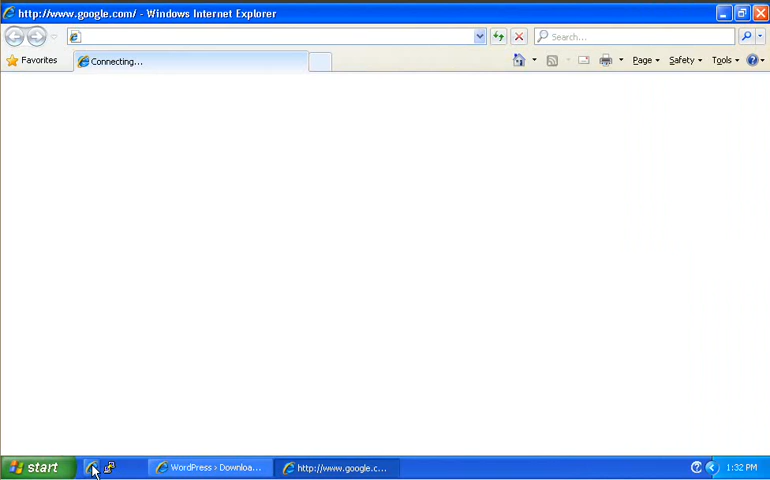 http://www.google.com/ - Windows Internet Explorer
Search...
Favorites
Connecting...
Page
Safety
Tools
start
WordPress › Downloa...
http://www.google.c...
1:32 PM